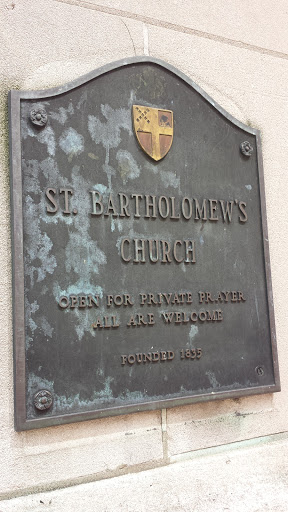 ST. BARTHOLOMEW'S
CHURCH
OPEN FOR PRIVATE PRAYER
ALL ARE WELCOME
FOUNDED 1835